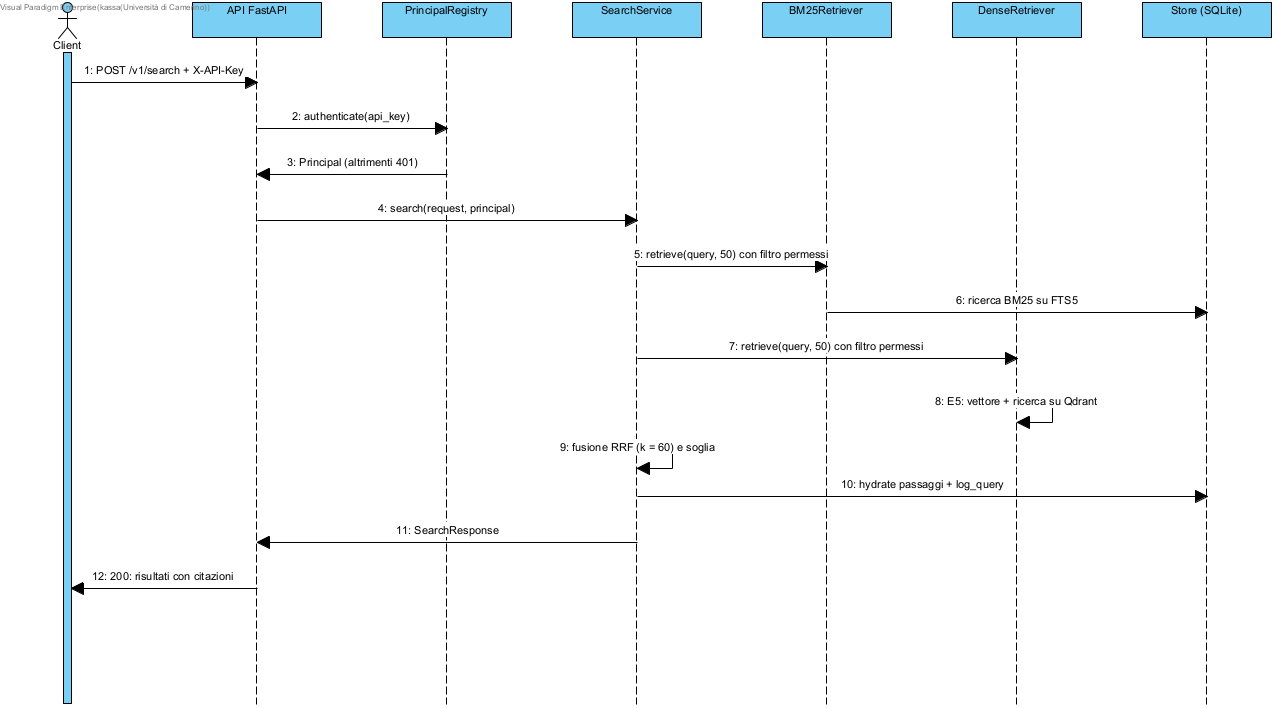 Visual Paradigm Enterprise(kassa(Università di Camerino))
API FastAPI
PrincipalRegistry
SearchService
BM25Retriever
DenseRetriever
Store (SQLite)
Client
1: POST /v1/search + X-API-Key
2: authenticate(api_key)
3: Principal (altrimenti 401)
4: search(request, principal)
5: retrieve(query, 50) con filtro permessi
6: ricerca BM25 su FTS5
7: retrieve(query, 50) con filtro permessi
8: E5: vettore + ricerca su Qdrant
9: fusione RRF (k = 60) e soglia
10: hydrate passaggi + log_query
11: SearchResponse
12: 200: risultati con citazioni